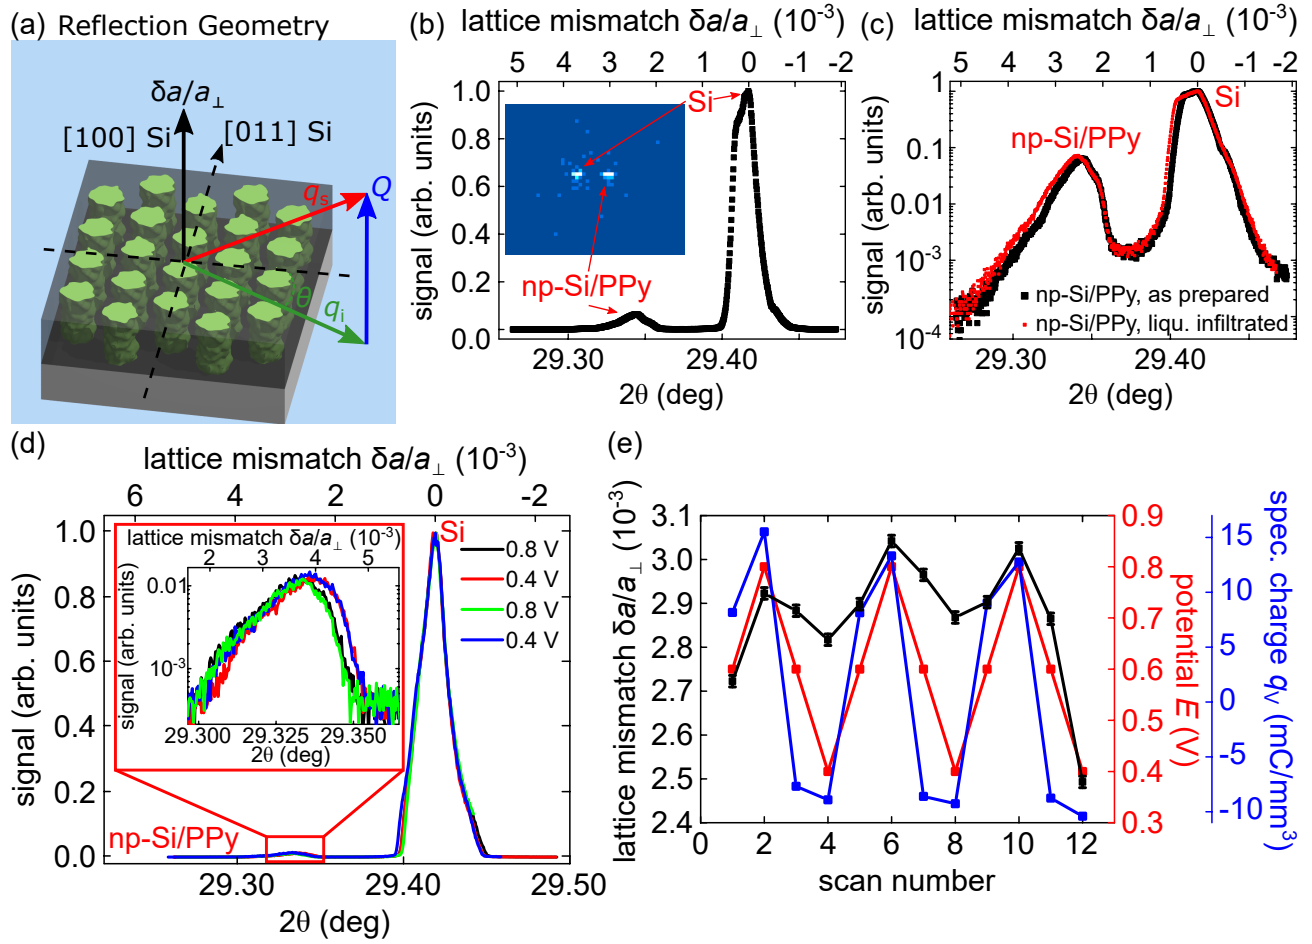 (a) Reflection Geometry
δa/a⊥
[100] Si
[011] Si
qs
Q
θ
qi
(b)
lattice mismatch δa/a⊥ (10-3)
5 4 3 2 1 0 -1 -2
signal (arb. units)
1.0
0.8
0.6
0.4
0.2
0.0
Si
np-Si/PPy
29.30 29.40
2θ (deg)
(c)
lattice mismatch δa/a⊥ (10-3)
5 4 3 2 1 0 -1 -2
signal (arb. units)
1
0.1
0.01
10-3
10-4
np-Si/PPy
Si
np-Si/PPy, as prepared
np-Si/PPy, liqu. infiltrated
29.30 29.40
2θ (deg)
(d)
lattice mismatch δa/a⊥ (10-3)
6 5 4 3 2 1 0 -2
signal (arb. units)
1.0
0.8
0.6
0.4
0.2
0.0
Si
0.8 V
0.4 V
0.8 V
0.4 V
lattice mismatch δa/a⊥ (10-3)
2 3 4 5
signal (arb. units)
0.01
10-3
29.300 29.325 29.350
2θ (deg)
np-Si/PPy
29.30 29.40 29.50
2θ (deg)
(e)
lattice mismatch δa/a⊥ (10-3)
3.1
3.0
2.9
2.8
2.7
2.6
2.5
2.4
0 2 4 6 8 10 12
scan number
0.9
0.8
0.7
0.6
0.5
0.4
0.3
potential E (V)
15
10
5
0
-5
-10
spec. charge qV (mC/mm3)